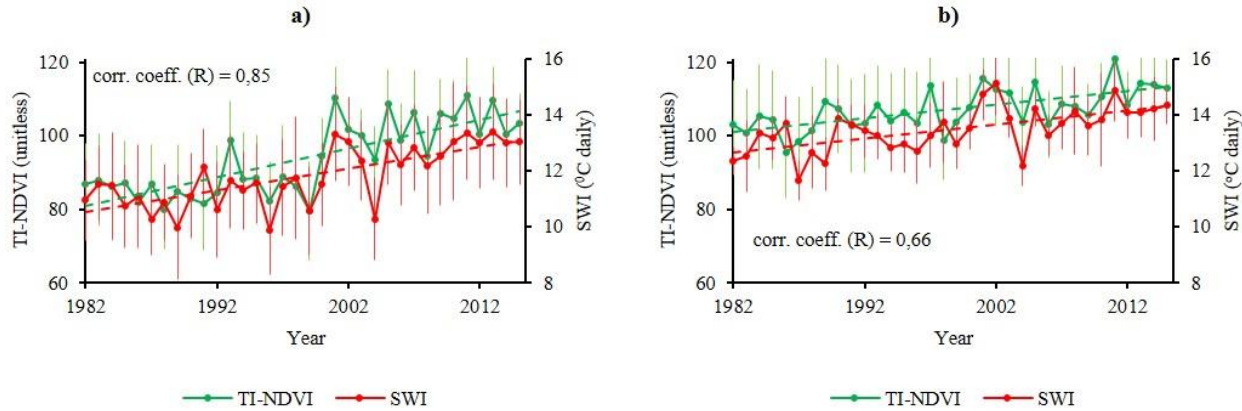 a)
corr. coeff. (R) = 0,85
TI-NDVI (unitless)
120
100
80
60
16
14
12
10
8
SWI (⁰C daily)
1982
1992
2002
2012
Year
TI-NDVI
SWI
b)
corr. coeff. (R) = 0,66
TI-NDVI (unitless)
120
100
80
60
16
14
12
10
8
SWI (⁰C daily)
1982
1992
2002
2012
Year
TI-NDVI
SWI